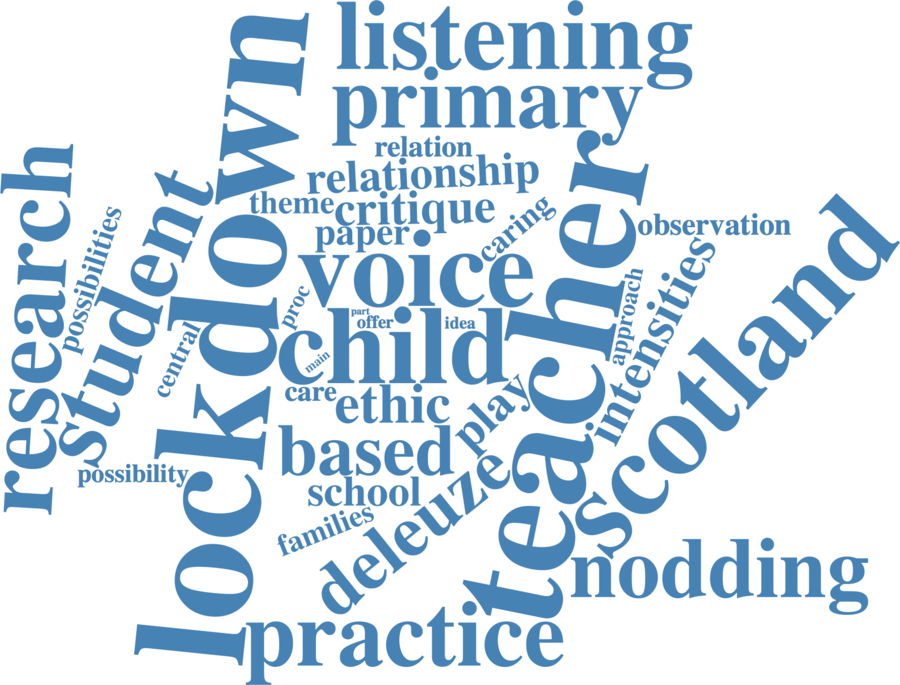 listening
primary
relation
relationship
theme
critique
paper
caring
observation
voice
lockdown
research
student
possibilities
central
proc
part
offer
idea
child
main
teacher
approach
intensities
scotland
care
ethic
play
based
possibility
school
families
deleuze
nodding
practice